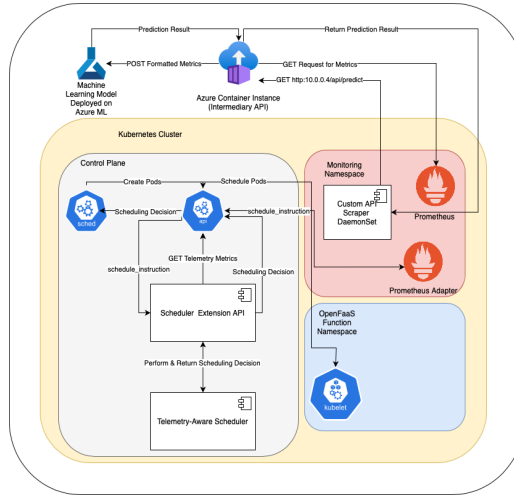 Prediction Result
Return Prediction Result
POST Formatted Metrics
GET Request for Metrics
Machine
Learning Model
Deployed on
Azure ML
Azure Container Instance
(Intermediary API)
GET http:10.0.0.4/api/predict
Kubernetes Cluster
Control Plane
Monitoring
Namespace
Create Pods
Schedule Pods
sched
Scheduling Decision
api
schedule_instruction
Custom API
Scraper
DaemonSet
Prometheus
GET Telemetry Metrics
schedule_instruction
Scheduling Decision
Prometheus Adapter
Scheduler Extension API
OpenFaaS
Function
Namespace
Perform & Return Scheduling Decision
kubelet
Telemetry-Aware Scheduler